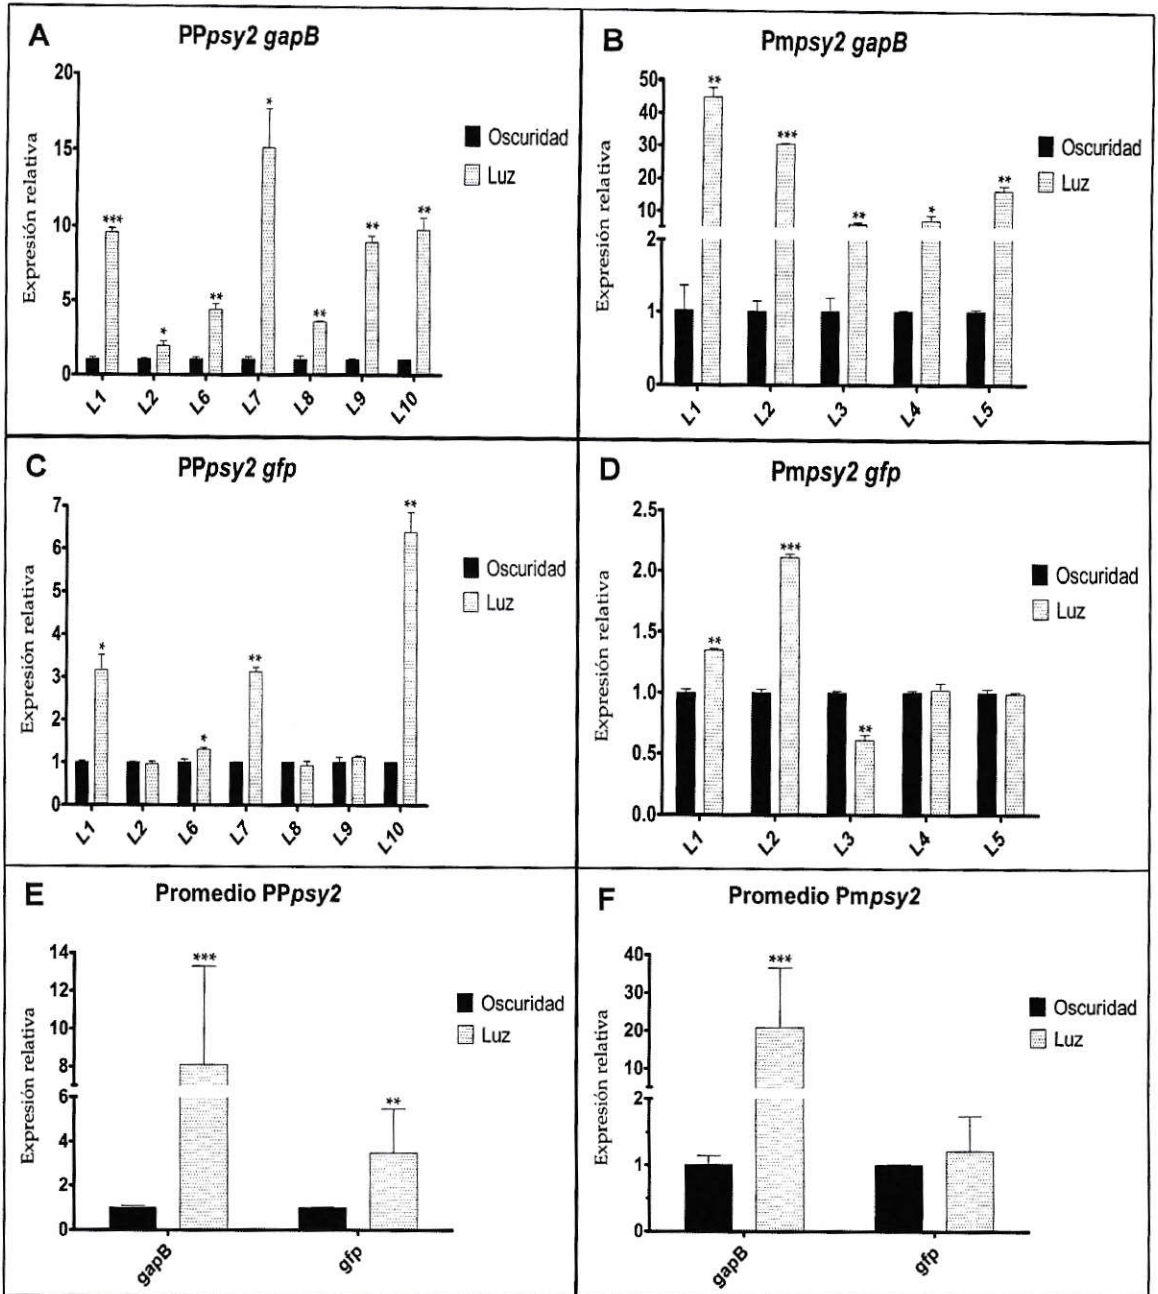 A
PPpsy2 gapB
Expresión relativa
20
15
10
5
0
***
*
**
*
**
**
**
L1
L2
L6
L7
L8
L9
L10
Oscuridad
Luz
B
Pmpsy2 gapB
Expresión relativa
50
40
30
20
10
2
1
0
**
***
**
*
**
L1
L2
L3
L4
L5
Oscuridad
Luz
C
PPpsy2 gfp
Expresión relativa
7
6
5
4
3
2
1
0
*
*
**
**
L1
L2
L6
L7
L8
L9
L10
Oscuridad
Luz
D
Pmpsy2 gfp
Expresión relativa
2.5
2.0
1.5
1.0
0.5
0.0
**
***
**
L1
L2
L3
L4
L5
Oscuridad
Luz
E
Promedio PPpsy2
Expresión relativa
14
12
10
8
6
4
2
0
***
**
gapB
gfp
Oscuridad
Luz
F
Promedio Pmpsy2
Expresión relativa
40
30
20
10
2
1
0
***
gapB
gfp
Oscuridad
Luz